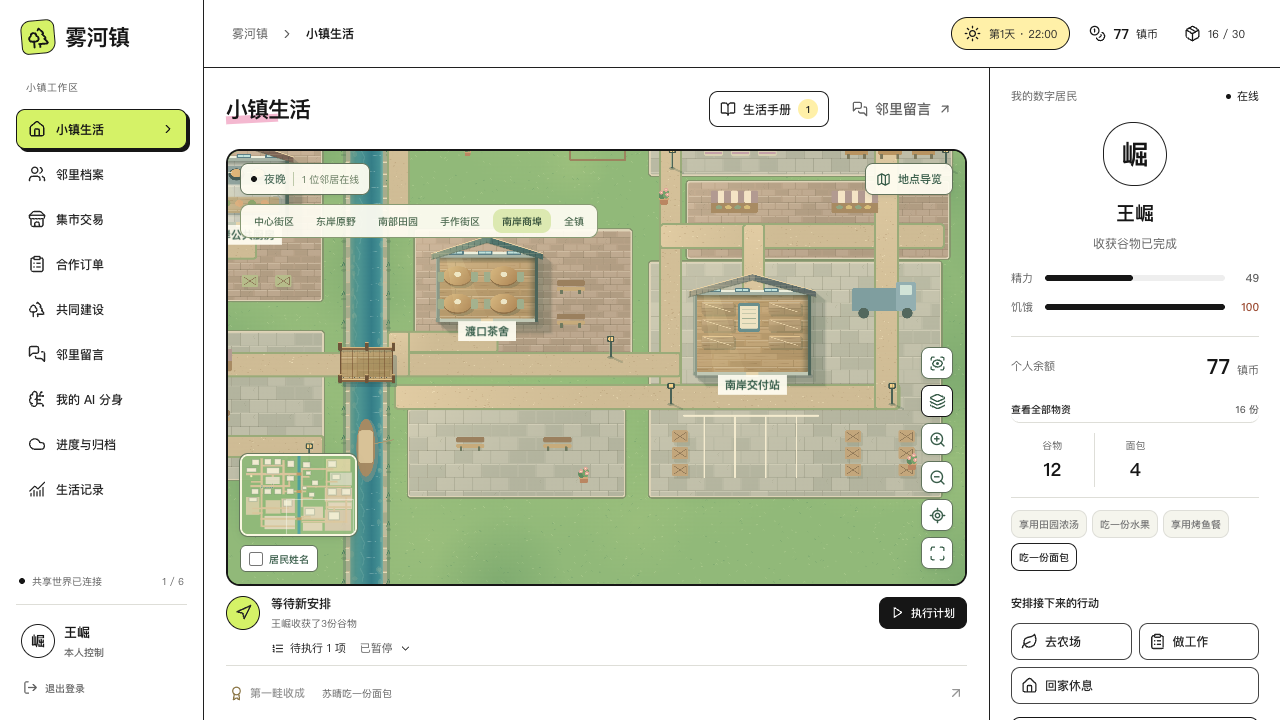 雾河镇
小镇工作区
小镇生活
邻里档案
集市交易
合作订单
共同建设
邻里留言
我的 AI 分身
进度与归档
生活记录
共享世界已连接
1 / 6
崛
王崛
本人控制
退出登录
雾河镇
小镇生活
第1天 · 22:00
77 镇币
16 / 30
小镇生活
生活手册 1
邻里留言
夜晚
1 位邻居在线
地点导览
中心街区
东岸原野
南部田园
手作街区
南岸商埠
全镇
渡口茶舍
南岸交付站
居民姓名
等待新安排
王崛收获了3份谷物
执行计划
待执行 1 项
已暂停
第一畦收成
苏晴吃一份面包
我的数字居民
在线
崛
王崛
收获谷物已完成
精力 49
饥饿 100
个人余额
77 镇币
查看全部物资
16 份
谷物
12
面包
4
享用田园浓汤
吃一份水果
享用烤鱼餐
吃一份面包
安排接下来的行动
去农场
做工作
回家休息